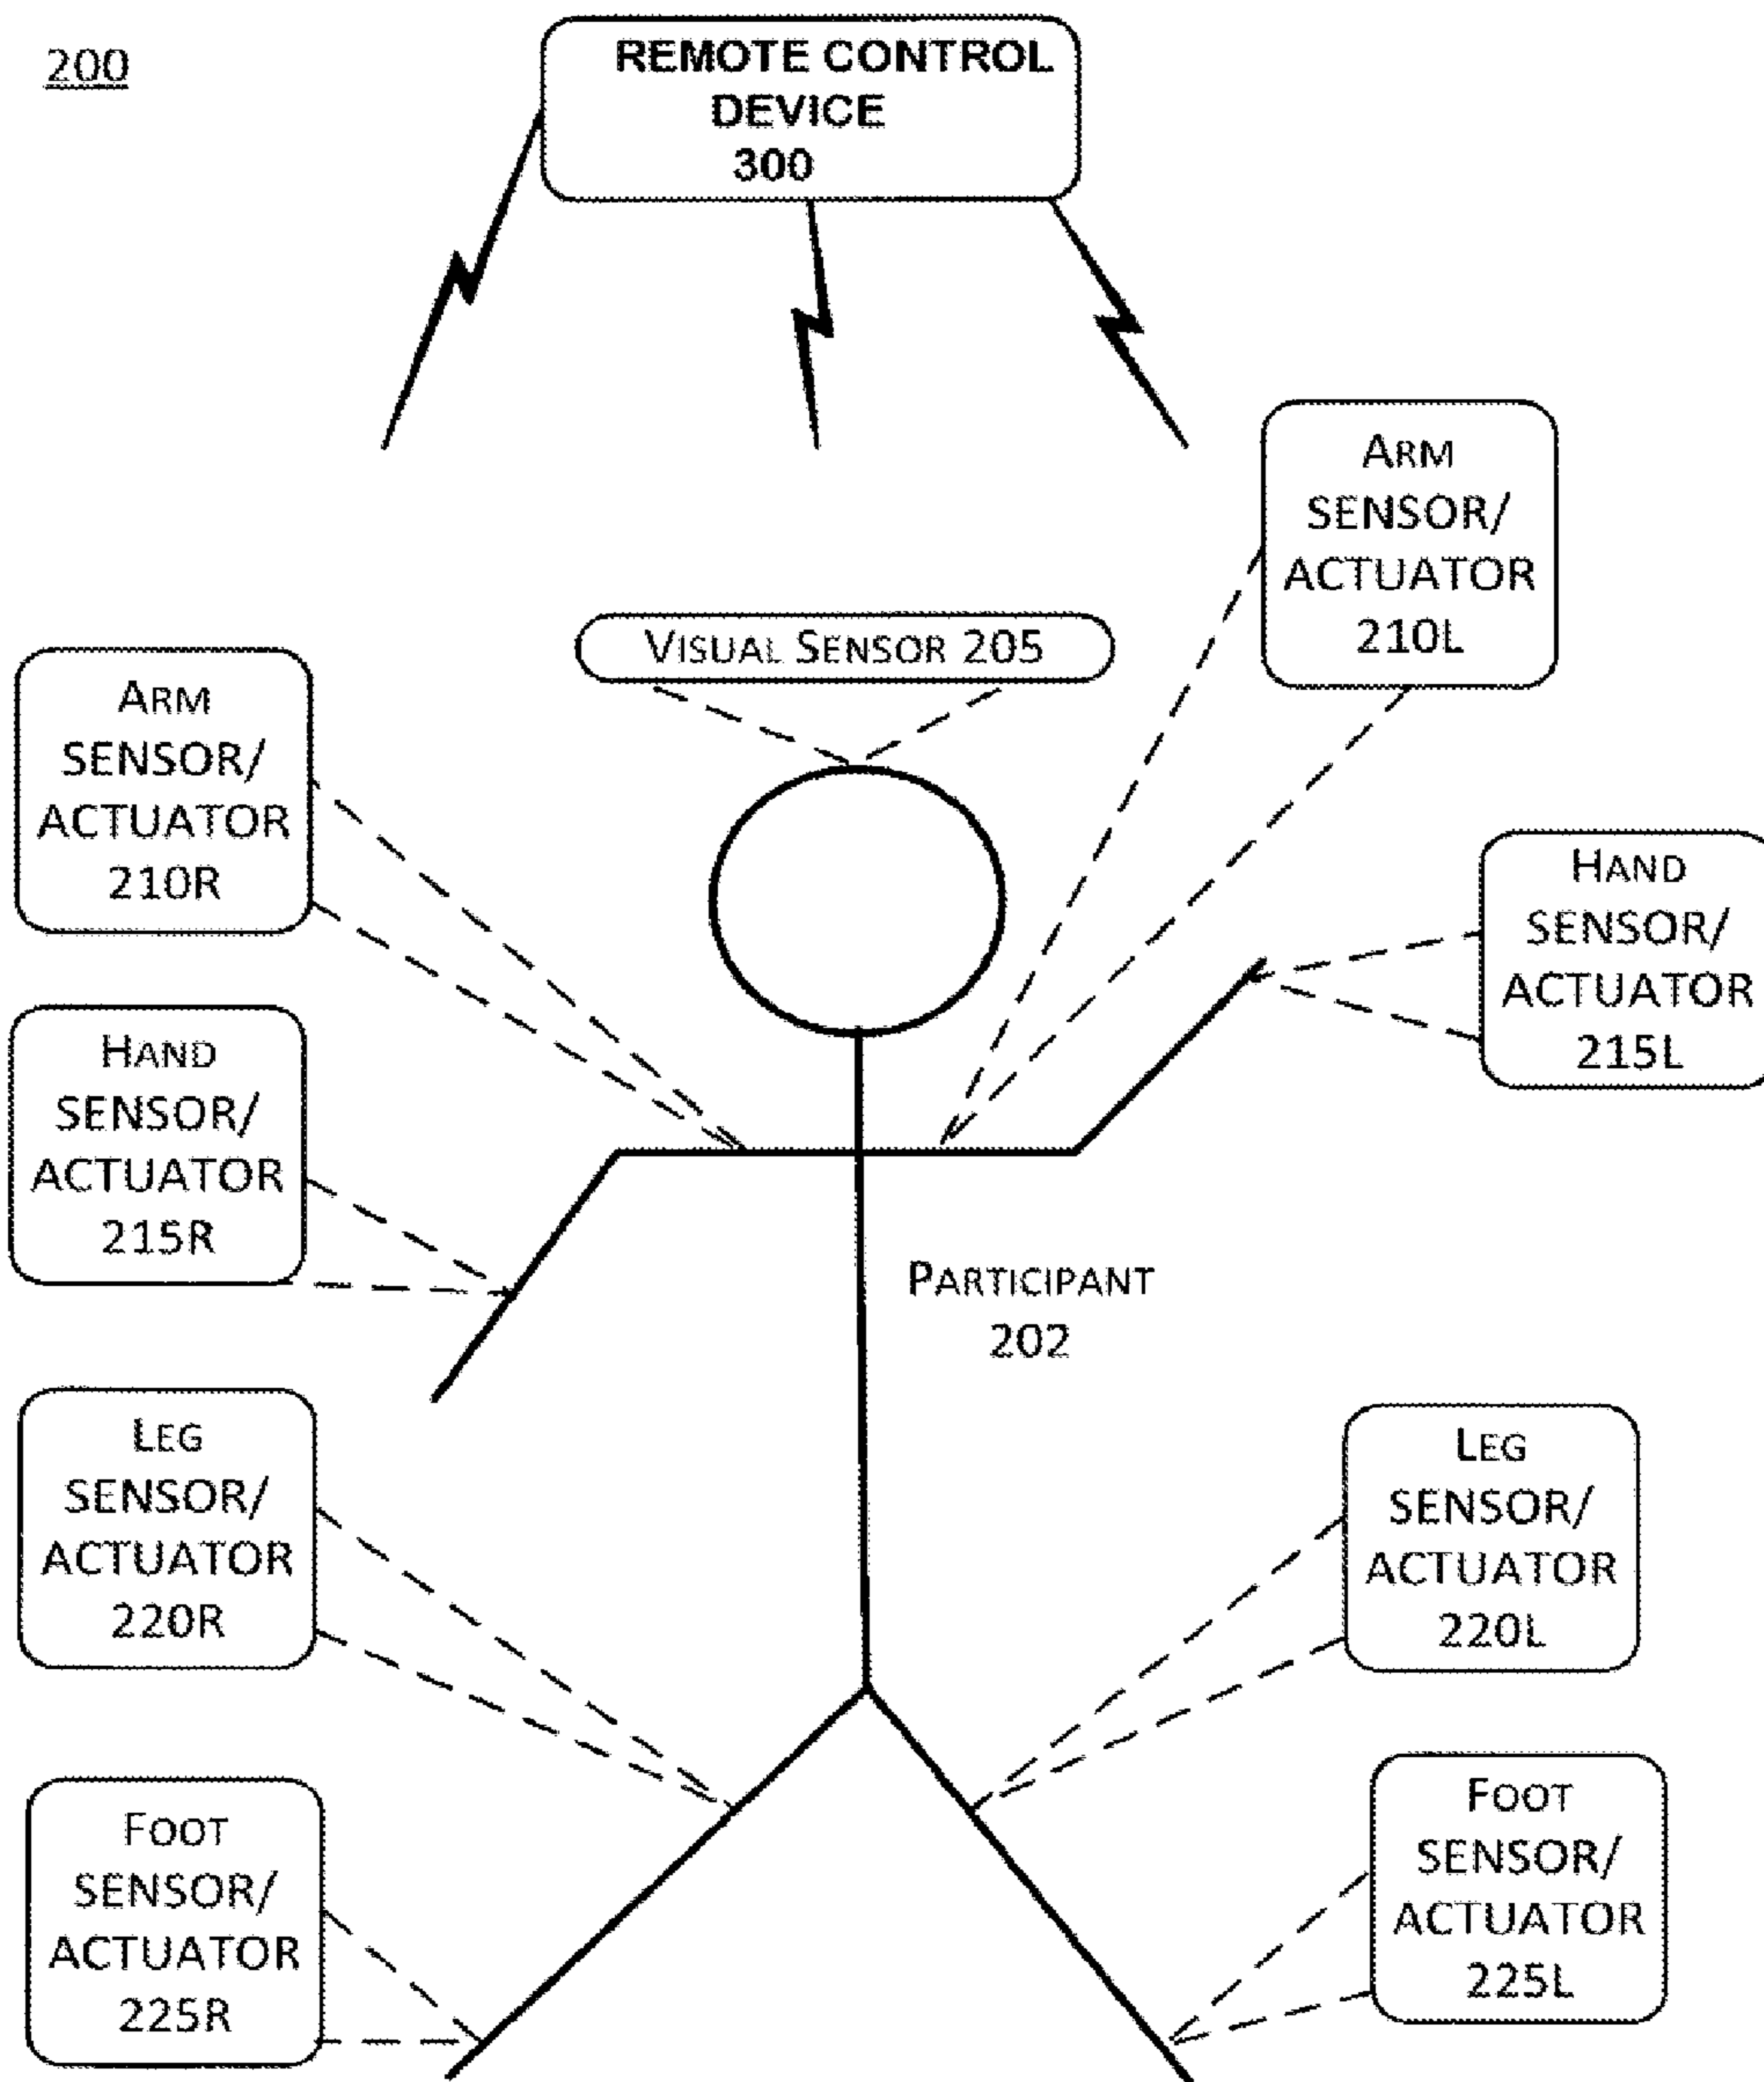 200
REMOTE CONTROL
DEVICE
300
ARM
SENSOR/
ACTUATOR
210L
VISUAL SENSOR 205
ARM
SENSOR/
ACTUATOR
210R
HAND
SENSOR/
ACTUATOR
215L
HAND
SENSOR/
ACTUATOR
215R
PARTICIPANT
202
LEG
SENSOR/
ACTUATOR
220R
LEG
SENSOR/
ACTUATOR
220L
FOOT
SENSOR/
ACTUATOR
225R
FOOT
SENSOR/
ACTUATOR
225L